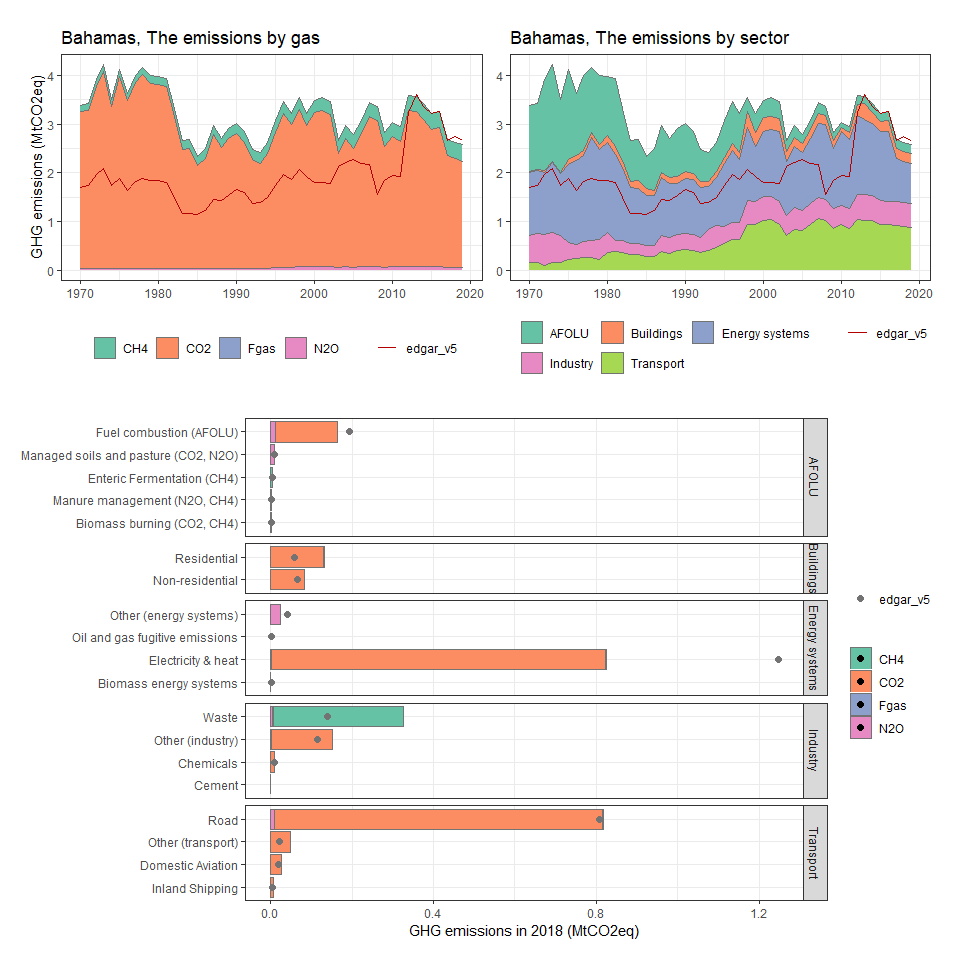 Bahamas, The emissions by gas
GHG emissions (MtCO2eq)
4
3
2
1
0
1970 1980 1990 2000 2010 2020
CH4 CO2 Fgas N2O edgar_v5
Bahamas, The emissions by sector
4
3
2
1
0
1970 1980 1990 2000 2010 2020
AFOLU Buildings Energy systems edgar_v5
Industry Transport
Fuel combustion (AFOLU)
Managed soils and pasture (CO2, N2O)
Enteric Fermentation (CH4)
Manure management (N2O, CH4)
Biomass burning (CO2, CH4)
AFOLU
Residential
Non-residential
Buildings
Other (energy systems)
Oil and gas fugitive emissions
Electricity & heat
Biomass energy systems
Energy systems
Waste
Other (industry)
Chemicals
Cement
Industry
Road
Other (transport)
Domestic Aviation
Inland Shipping
Transport
0.0 0.4 0.8 1.2
GHG emissions in 2018 (MtCO2eq)
edgar_v5
CH4
CO2
Fgas
N2O